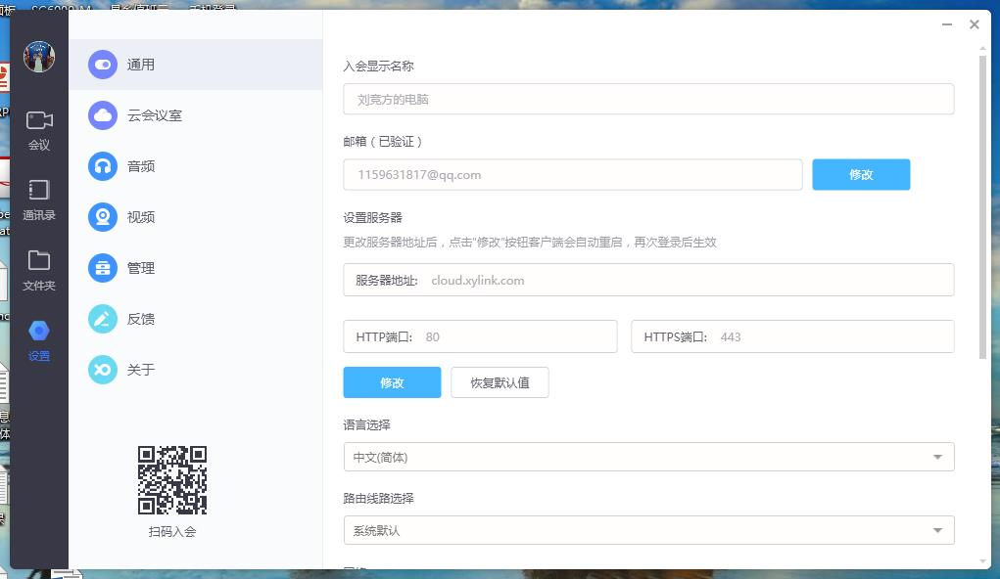 会议
通讯录
文件夹
设置
通用
云会议室
音频
视频
管理
反馈
关于
扫码入会
入会显示名称
刘竞方的电脑
邮箱（已验证）
1159631817@qq.com
修改
设置服务器
更改服务器地址后，点击“修改”按钮客户端会自动重启，再次登录后生效
服务器地址: cloud.xylink.com
HTTP端口: 80
HTTPS端口: 443
修改
恢复默认值
语言选择
中文(简体)
路由线路选择
系统默认